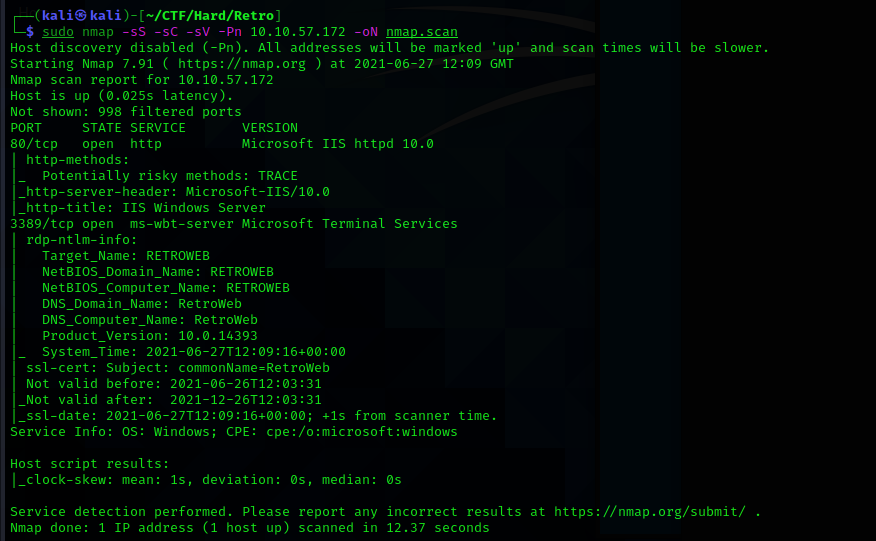 ┌──(kali㉿kali)-[~/CTF/Hard/Retro]
└─$ sudo nmap -sS -sC -sV -Pn 10.10.57.172 -oN nmap.scan
Host discovery disabled (-Pn). All addresses will be marked 'up' and scan times will be slower.
Starting Nmap 7.91 ( https://nmap.org ) at 2021-06-27 12:09 GMT
Nmap scan report for 10.10.57.172
Host is up (0.025s latency).
Not shown: 998 filtered ports
PORT     STATE SERVICE       VERSION
80/tcp   open  http          Microsoft IIS httpd 10.0
| http-methods:
|_  Potentially risky methods: TRACE
|_http-server-header: Microsoft-IIS/10.0
|_http-title: IIS Windows Server
3389/tcp open  ms-wbt-server Microsoft Terminal Services
| rdp-ntlm-info:
|   Target_Name: RETROWEB
|   NetBIOS_Domain_Name: RETROWEB
|   NetBIOS_Computer_Name: RETROWEB
|   DNS_Domain_Name: RetroWeb
|   DNS_Computer_Name: RetroWeb
|   Product_Version: 10.0.14393
|_  System_Time: 2021-06-27T12:09:16+00:00
| ssl-cert: Subject: commonName=RetroWeb
| Not valid before: 2021-06-26T12:03:31
|_Not valid after:  2021-12-26T12:03:31
|_ssl-date: 2021-06-27T12:09:16+00:00; +1s from scanner time.
Service Info: OS: Windows; CPE: cpe:/o:microsoft:windows

Host script results:
|_clock-skew: mean: 1s, deviation: 0s, median: 0s

Service detection performed. Please report any incorrect results at https://nmap.org/submit/ .
Nmap done: 1 IP address (1 host up) scanned in 12.37 seconds